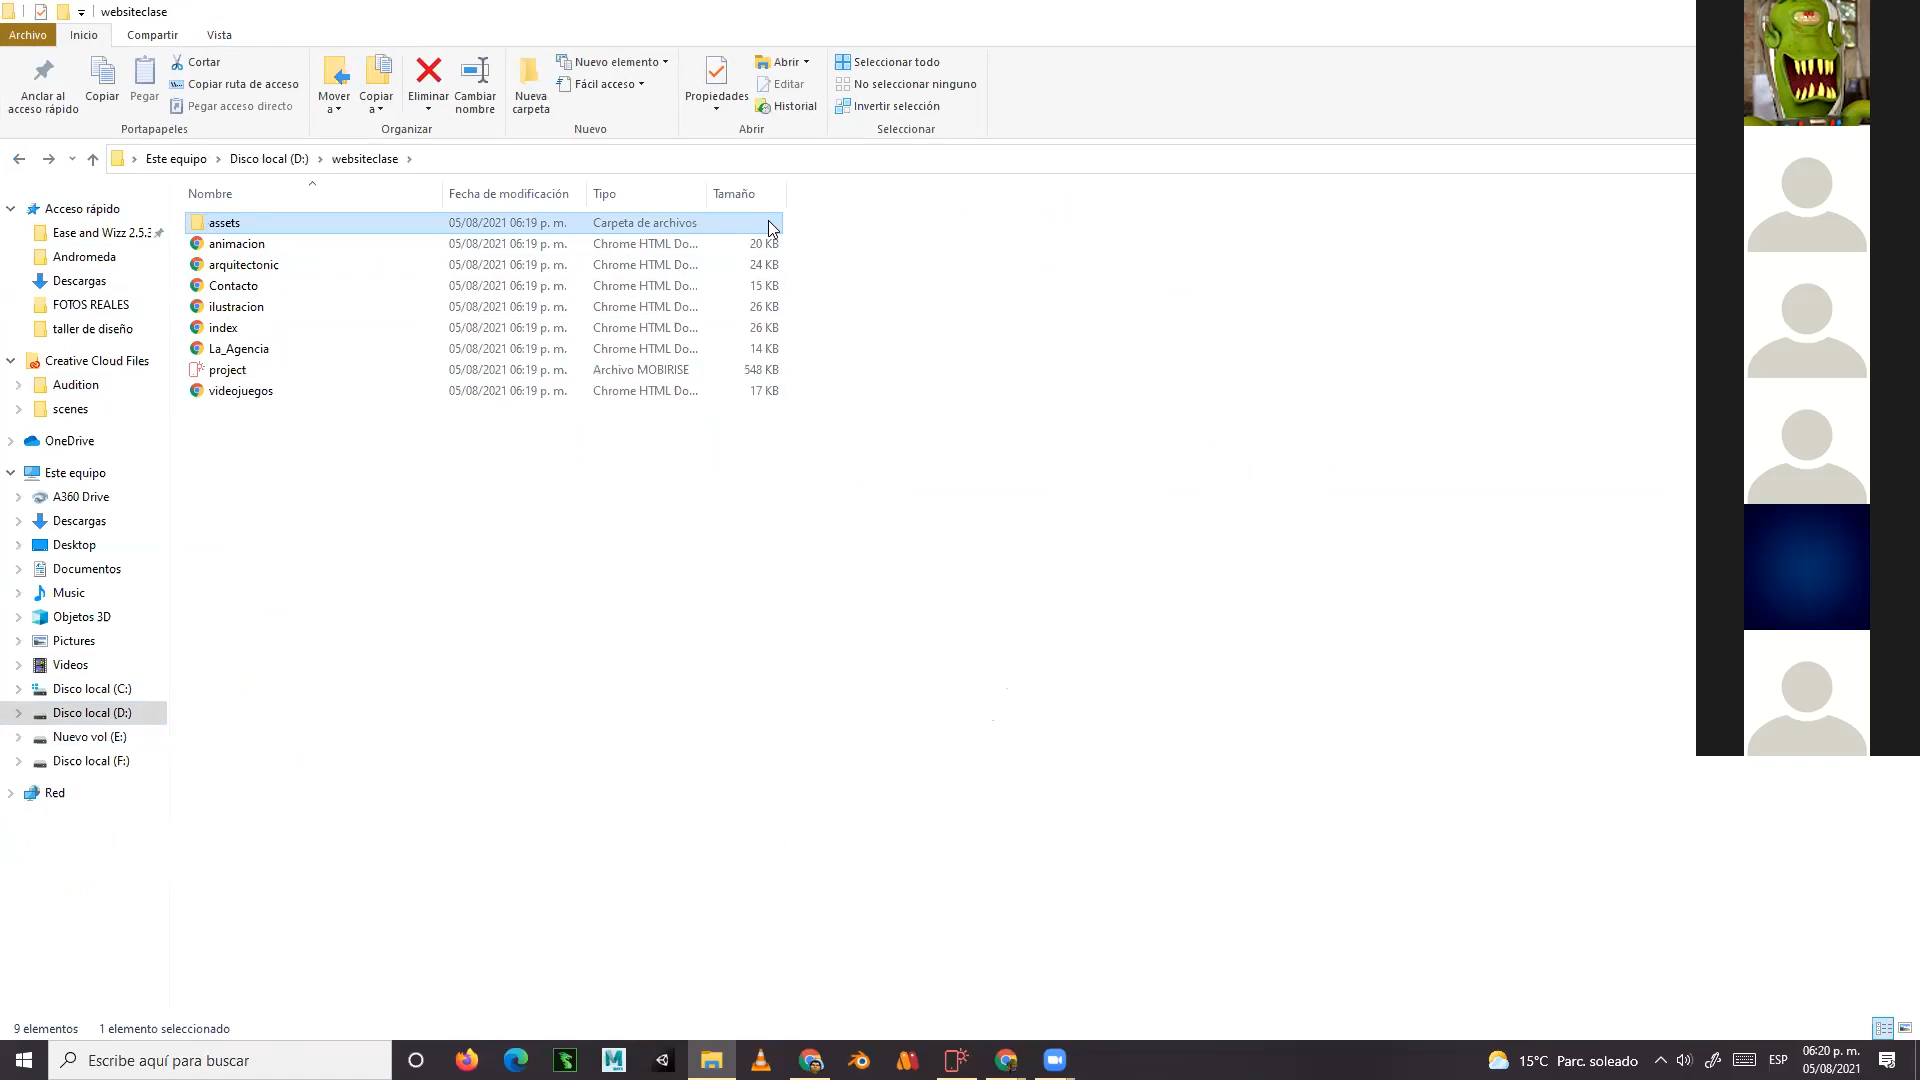 websiteclase
Archivo Inicio Compartir Vista
Anclar al acceso rápido
Copiar
Pegar
Cortar
Copiar ruta de acceso
Pegar acceso directo
Portapapeles
Mover a
Copiar a
Eliminar
Cambiar nombre
Organizar
Nueva carpeta
Nuevo elemento
Fácil acceso
Nuevo
Propiedades
Abrir
Editar
Historial
Abrir
Seleccionar todo
No seleccionar ninguno
Invertir selección
Seleccionar
Este equipo Disco local (D:) websiteclase
Nombre Fecha de modificación Tipo Tamaño
assets 05/08/2021 06:19 p. m. Carpeta de archivos
animacion 05/08/2021 06:19 p. m. Chrome HTML Do... 20 KB
arquitectonic 05/08/2021 06:19 p. m. Chrome HTML Do... 24 KB
Contacto 05/08/2021 06:19 p. m. Chrome HTML Do... 15 KB
ilustracion 05/08/2021 06:19 p. m. Chrome HTML Do... 26 KB
index 05/08/2021 06:19 p. m. Chrome HTML Do... 26 KB
La_Agencia 05/08/2021 06:19 p. m. Chrome HTML Do... 14 KB
project 05/08/2021 06:19 p. m. Archivo MOBIRISE 548 KB
videojuegos 05/08/2021 06:19 p. m. Chrome HTML Do... 17 KB
Acceso rápido
Ease and Wizz 2.5.3
Andromeda
Descargas
FOTOS REALES
taller de diseño
Creative Cloud Files
Audition
scenes
OneDrive
Este equipo
A360 Drive
Descargas
Desktop
Documentos
Music
Objetos 3D
Pictures
Videos
Disco local (C:)
Disco local (D:)
Nuevo vol (E:)
Disco local (F:)
Red
9 elementos 1 elemento seleccionado
Escribe aquí para buscar
15°C Parc. soleado
ESP
06:20 p. m.
05/08/2021